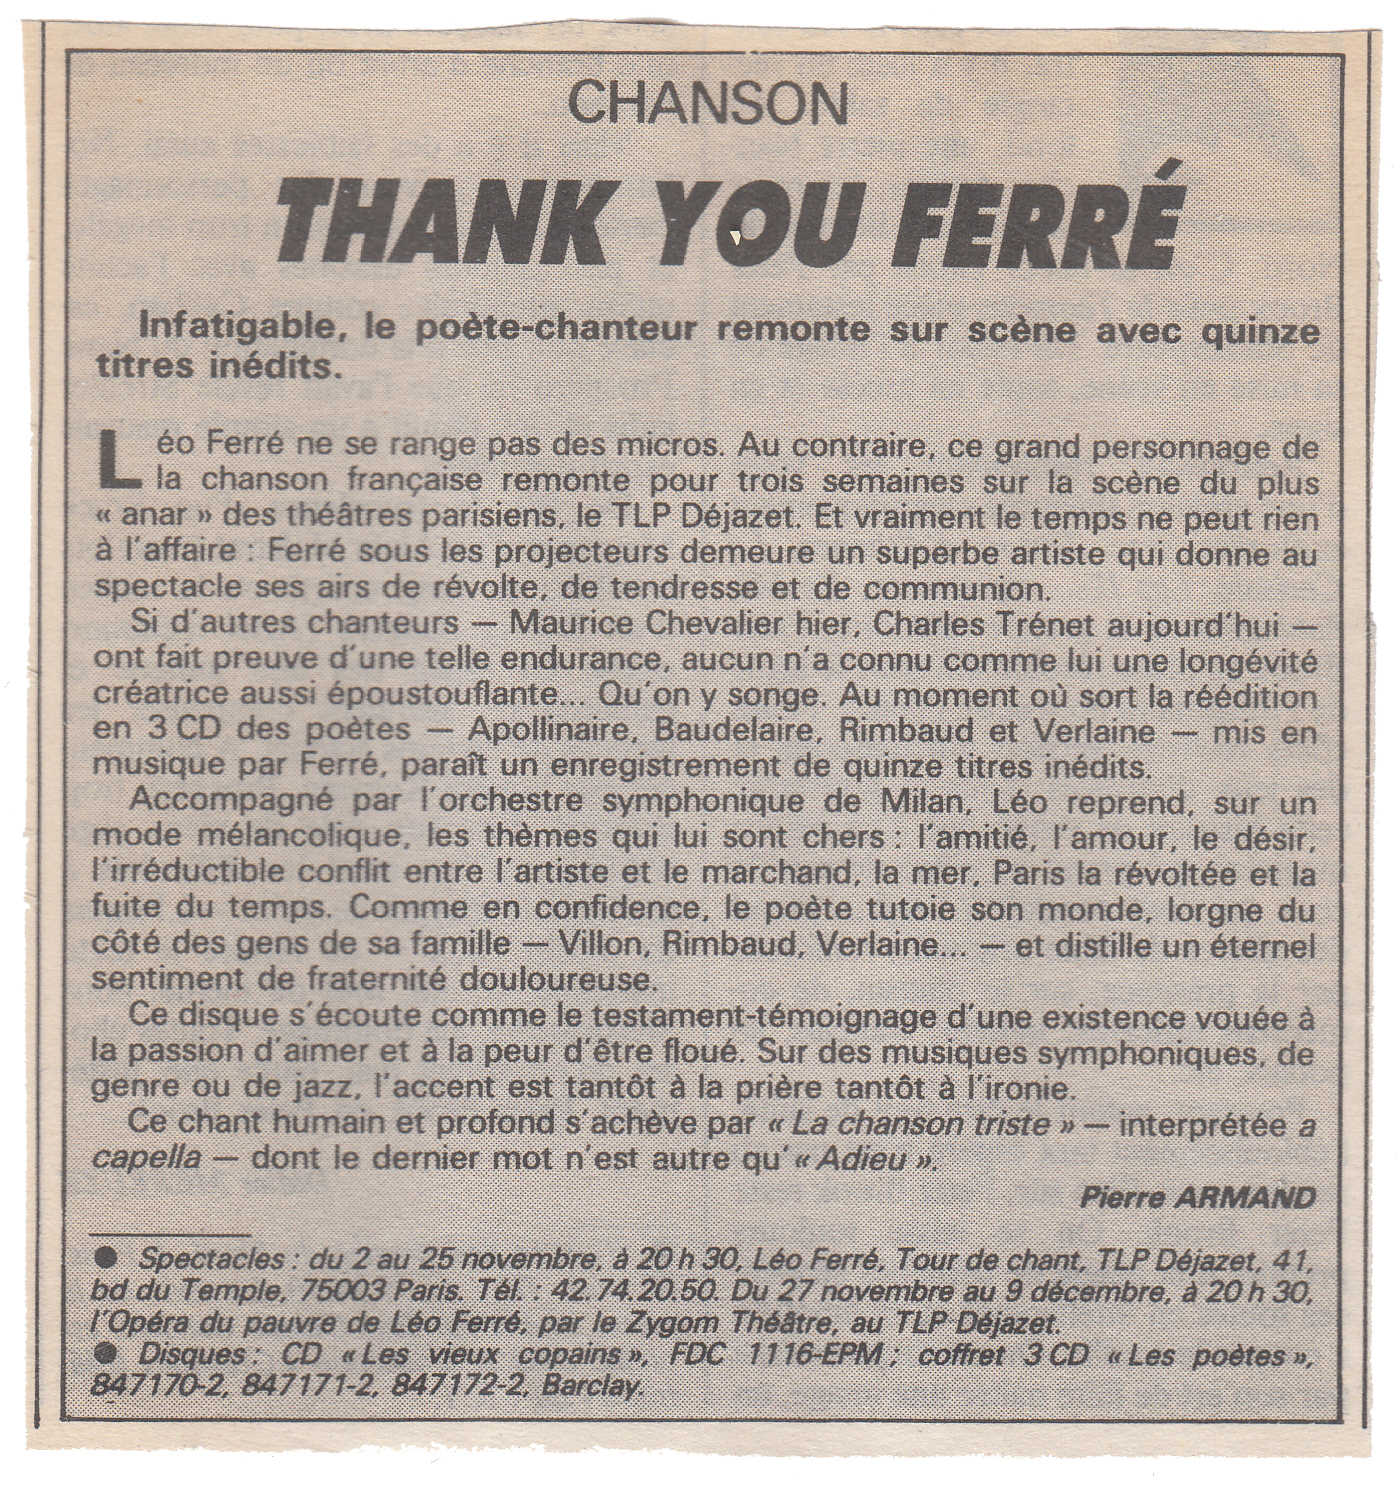 CHANSON
THANK YOU FERRÉ
Infatigable, le poète-chanteur remonte sur scène avec quinze
titres inédits.
Léo Ferré ne se range pas des micros. Au contraire, ce grand personnage de
la chanson française remonte pour trois semaines sur la scène du plus
« anar » des théâtres parisiens, le TLP Déjazet. Et vraiment le temps ne peut rien
à l'affaire : Ferré sous les projecteurs demeure un superbe artiste qui donne au
spectacle ses airs de révolte, de tendresse et de communion.
Si d'autres chanteurs — Maurice Chevalier hier, Charles Trénet aujourd'hui —
ont fait preuve d'une telle endurance, aucun n'a connu comme lui une longévité
créatrice aussi époustouflante... Qu'on y songe. Au moment où sort la réédition
en 3 CD des poètes — Apollinaire, Baudelaire, Rimbaud et Verlaine — mis en
musique par Ferré, paraît un enregistrement de quinze titres inédits.
Accompagné par l'orchestre symphonique de Milan, Léo reprend, sur un
mode mélancolique, les thèmes qui lui sont chers : l'amitié, l'amour, le désir,
l'irréductible conflit entre l'artiste et le marchand, la mer, Paris la révoltée et la
fuite du temps. Comme en confidence, le poète tutoie son monde, lorgne du
côté des gens de sa famille — Villon, Rimbaud, Verlaine... — et distille un éternel
sentiment de fraternité douloureuse.
Ce disque s'écoute comme le testament-témoignage d'une existence vouée à
la passion d'aimer et à la peur d'être floué. Sur des musiques symphoniques, de
genre ou de jazz, l'accent est tantôt à la prière tantôt à l'ironie.
Ce chant humain et profond s'achève par « La chanson triste » — interprétée a
capella — dont le dernier mot n'est autre qu'« Adieu ».
Pierre ARMAND
● Spectacles : du 2 au 25 novembre, à 20 h 30, Léo Ferré, Tour de chant, TLP Déjazet, 41,
bd du Temple, 75003 Paris. Tél. : 42.74.20.50. Du 27 novembre au 9 décembre, à 20 h 30,
l'Opéra du pauvre de Léo Ferré, par le Zygom Théâtre, au TLP Déjazet.
● Disques : CD « Les vieux copains », FDC 1116-EPM ; coffret 3 CD « Les poètes »,
847170-2, 847171-2, 847172-2, Barclay.